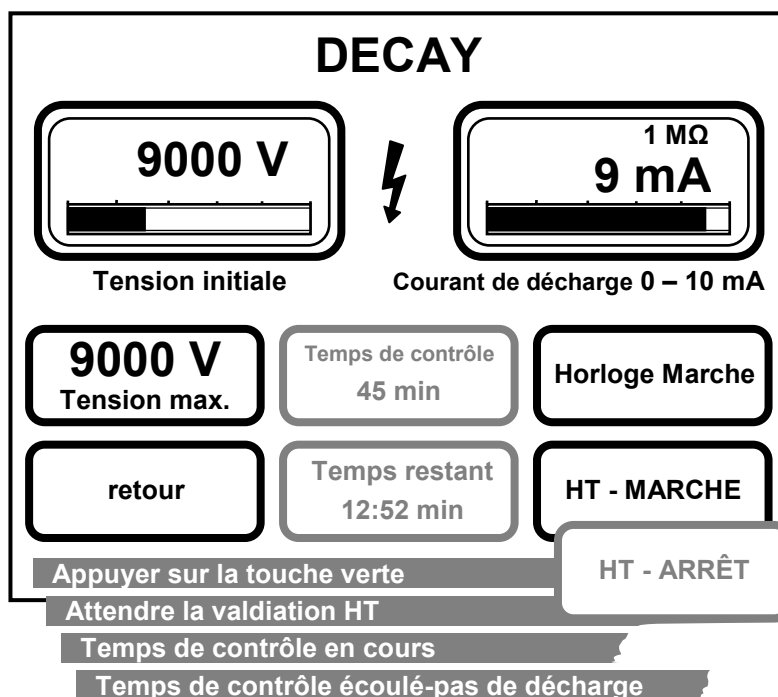 DECAY
9000 V
1 MΩ
9 mA
Tension initiale
Courant de décharge 0 – 10 mA
9000 V
Tension max.
Temps de contrôle
45 min
Horloge Marche
retour
Temps restant
12:52 min
HT - MARCHE
HT - ARRÊT
Appuyer sur la touche verte
Attendre la valdiation HT
Temps de contrôle en cours
Temps de contrôle écoulé-pas de décharge